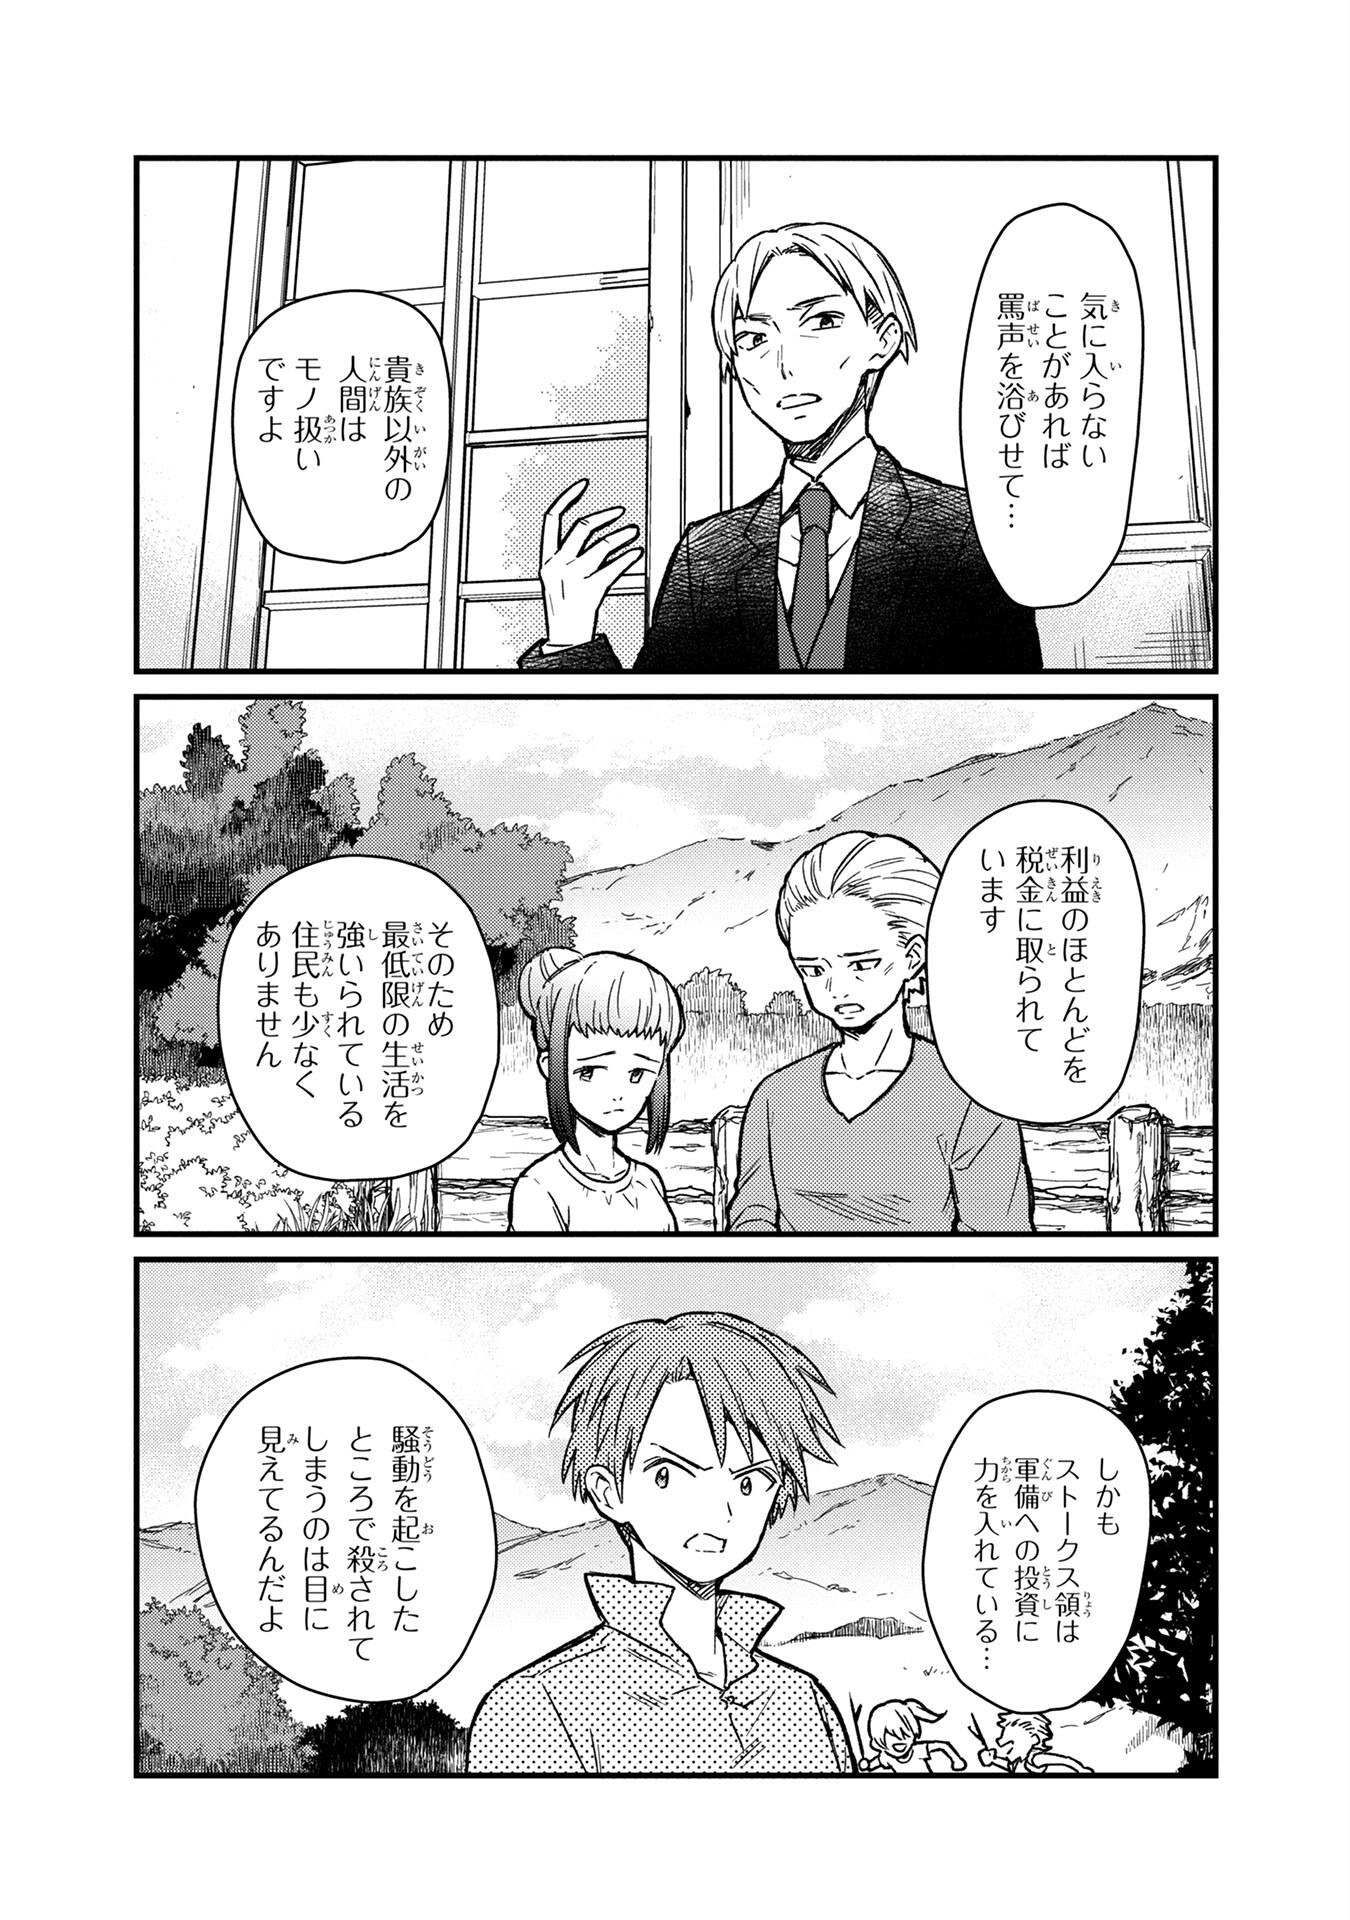 気に入らない
ことがあれば
罵声を浴びせて…
貴族以外の
人間は
モノ扱い
ですよ
利益のほとんどを
税金に取られて
います
そのため
最低限の生活を
強いられている
住民も少なく
ありません
しかも
ストークス領は
軍備への投資に
力を入れている…
騒動を起こした
ところで殺されて
しまうのは目に
見えてるんだよ